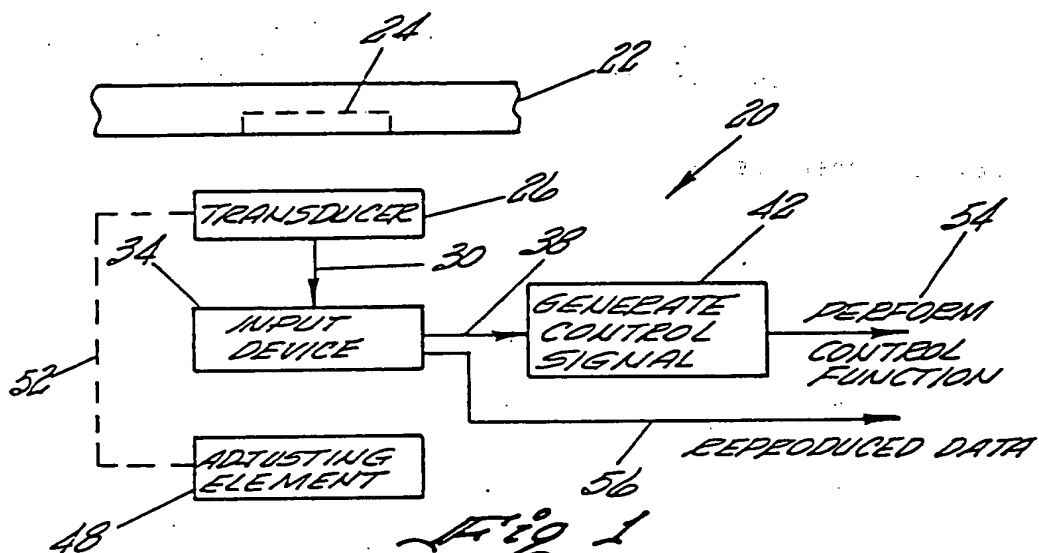 24
22
20
TRANSDUCER
26
42
54
34
30
38
INPUT
DEVICE
GENERATE
CONTROL
SIGNAL
PERFORM
CONTROL
FUNCTION
52
REPRODUCED DATA
ADJUSTING
ELEMENT
56
48
Fig 1